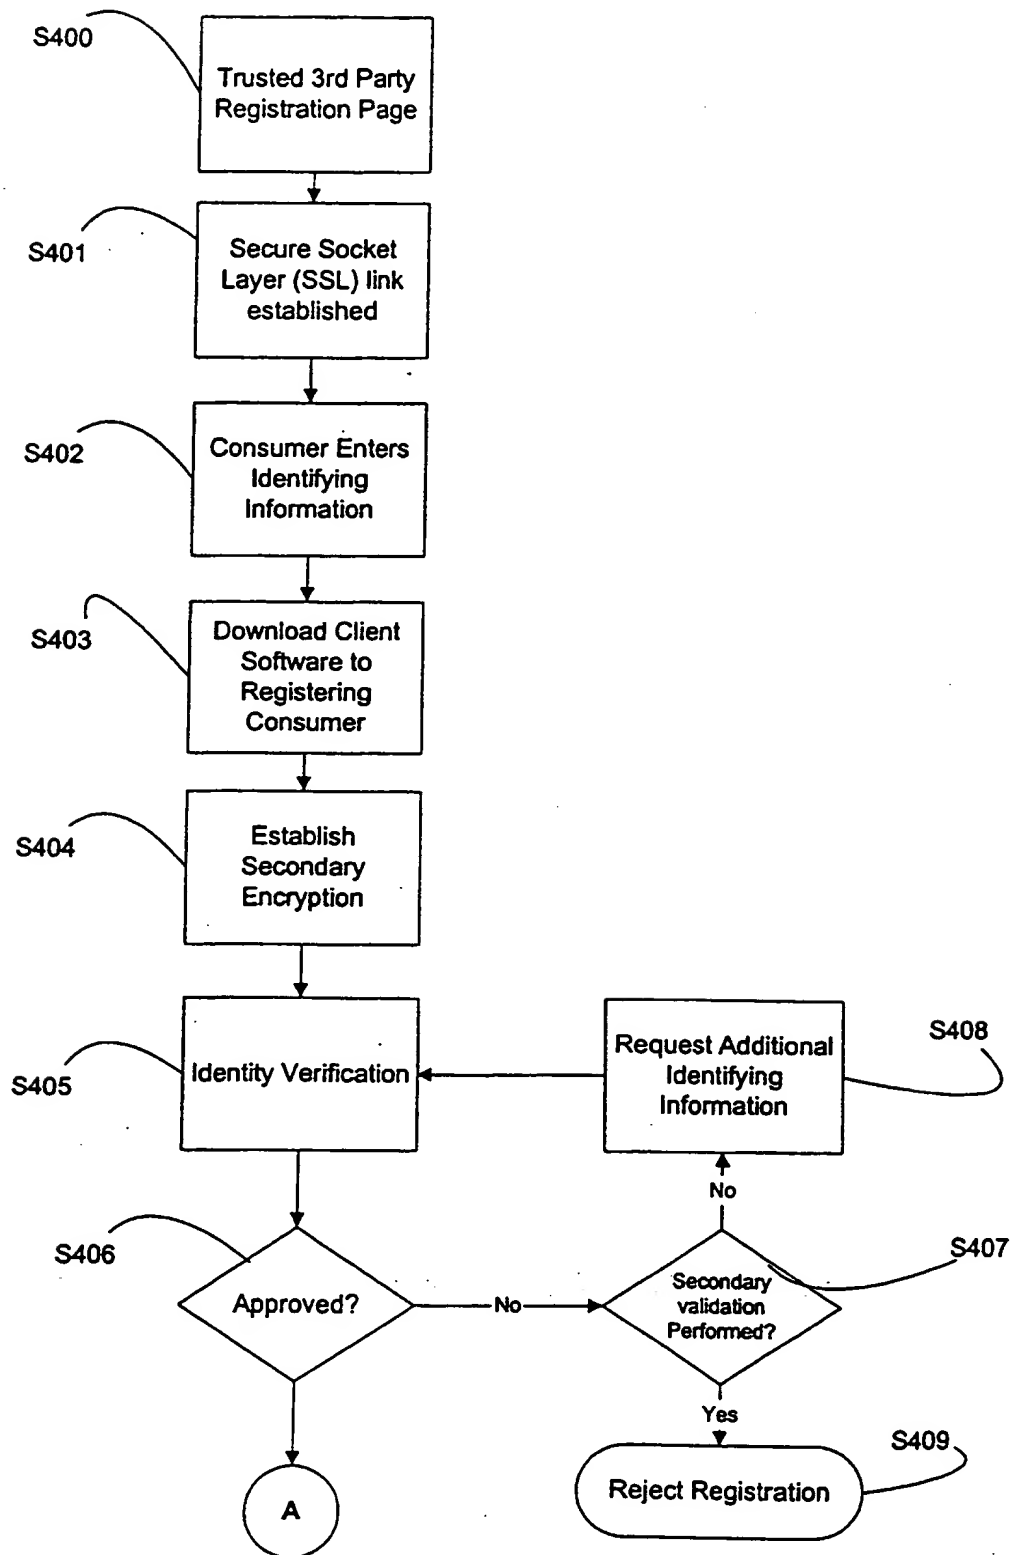 S400
Trusted 3rd Party
Registration Page
S401
Secure Socket
Layer (SSL) link
established
S402
Consumer Enters
Identifying
Information
S403
Download Client
Software to
Registering
Consumer
S404
Establish
Secondary
Encryption
S405
Identity Verification
Request Additional
Identifying
Information
S408
No
S406
Approved?
No
Secondary
validation
Performed?
S407
Yes
A
Reject Registration
S409